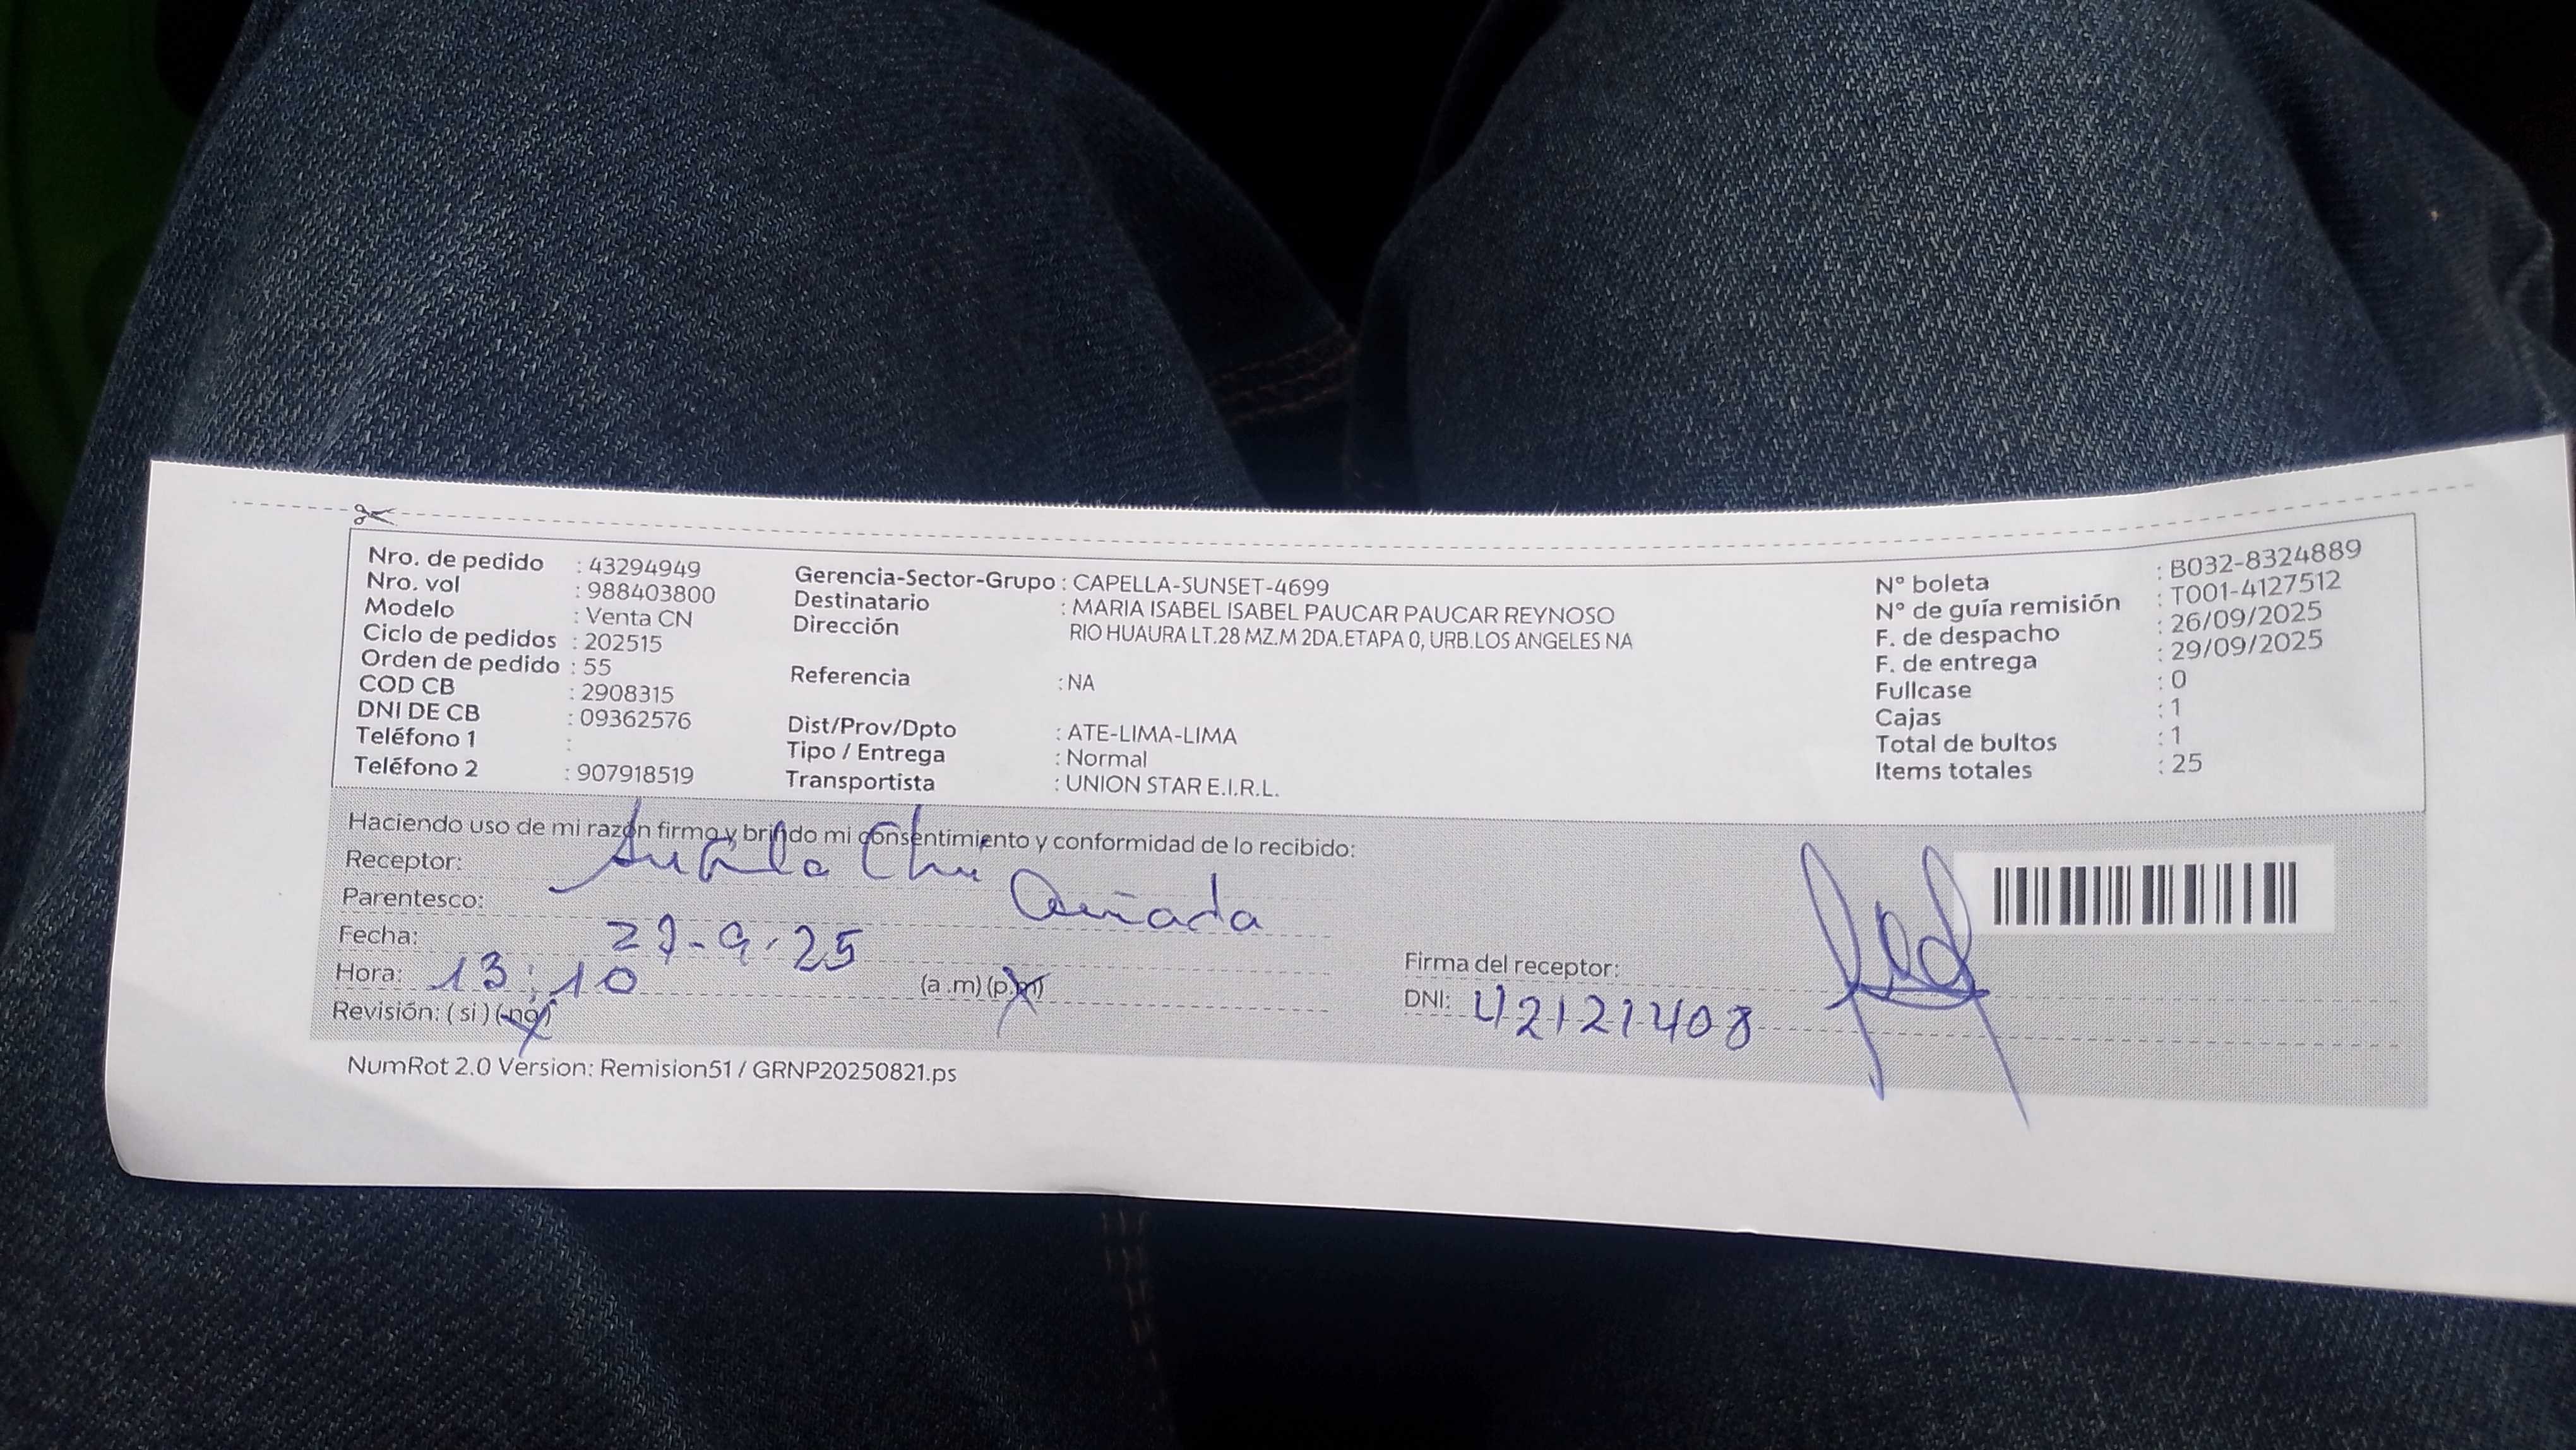 Nro. de pedido : 43294949
Nro. vol : 988403800
Modelo : Venta CN
Ciclo de pedidos : 202515
Orden de pedido : 55
COD CB : 2908315
DNI DE CB : 09362576
Teléfono 1 :
Teléfono 2 : 907918519
Gerencia-Sector-Grupo : CAPELLA-SUNSET-4699
Destinatario : MARIA ISABEL ISABEL PAUCAR PAUCAR REYNOSO
Dirección RIO HUAURA LT.28 MZ.M 2DA.ETAPA 0, URB.LOS ANGELES NA
Referencia : NA
Dist/Prov/Dpto : ATE-LIMA-LIMA
Tipo / Entrega : Normal
Transportista : UNION STAR E.I.R.L.
N° boleta : B032-8324889
N° de guía remisión : T001-4127512
F. de despacho : 26/09/2025
F. de entrega : 29/09/2025
Fullcase : 0
Cajas : 1
Total de bultos : 1
Items totales : 25
Haciendo uso de mi razón firmo y brindo mi consentimiento y conformidad de lo recibido:
Receptor:
Parentesco: Cuñada
Fecha: -9-25
Hora: 13:10 (a .m) (p.m)
Revisión: ( si ) ( no )
Firma del receptor:
DNI: 42121408
NumRot 2.0 Version: Remision51 / GRNP20250821.ps